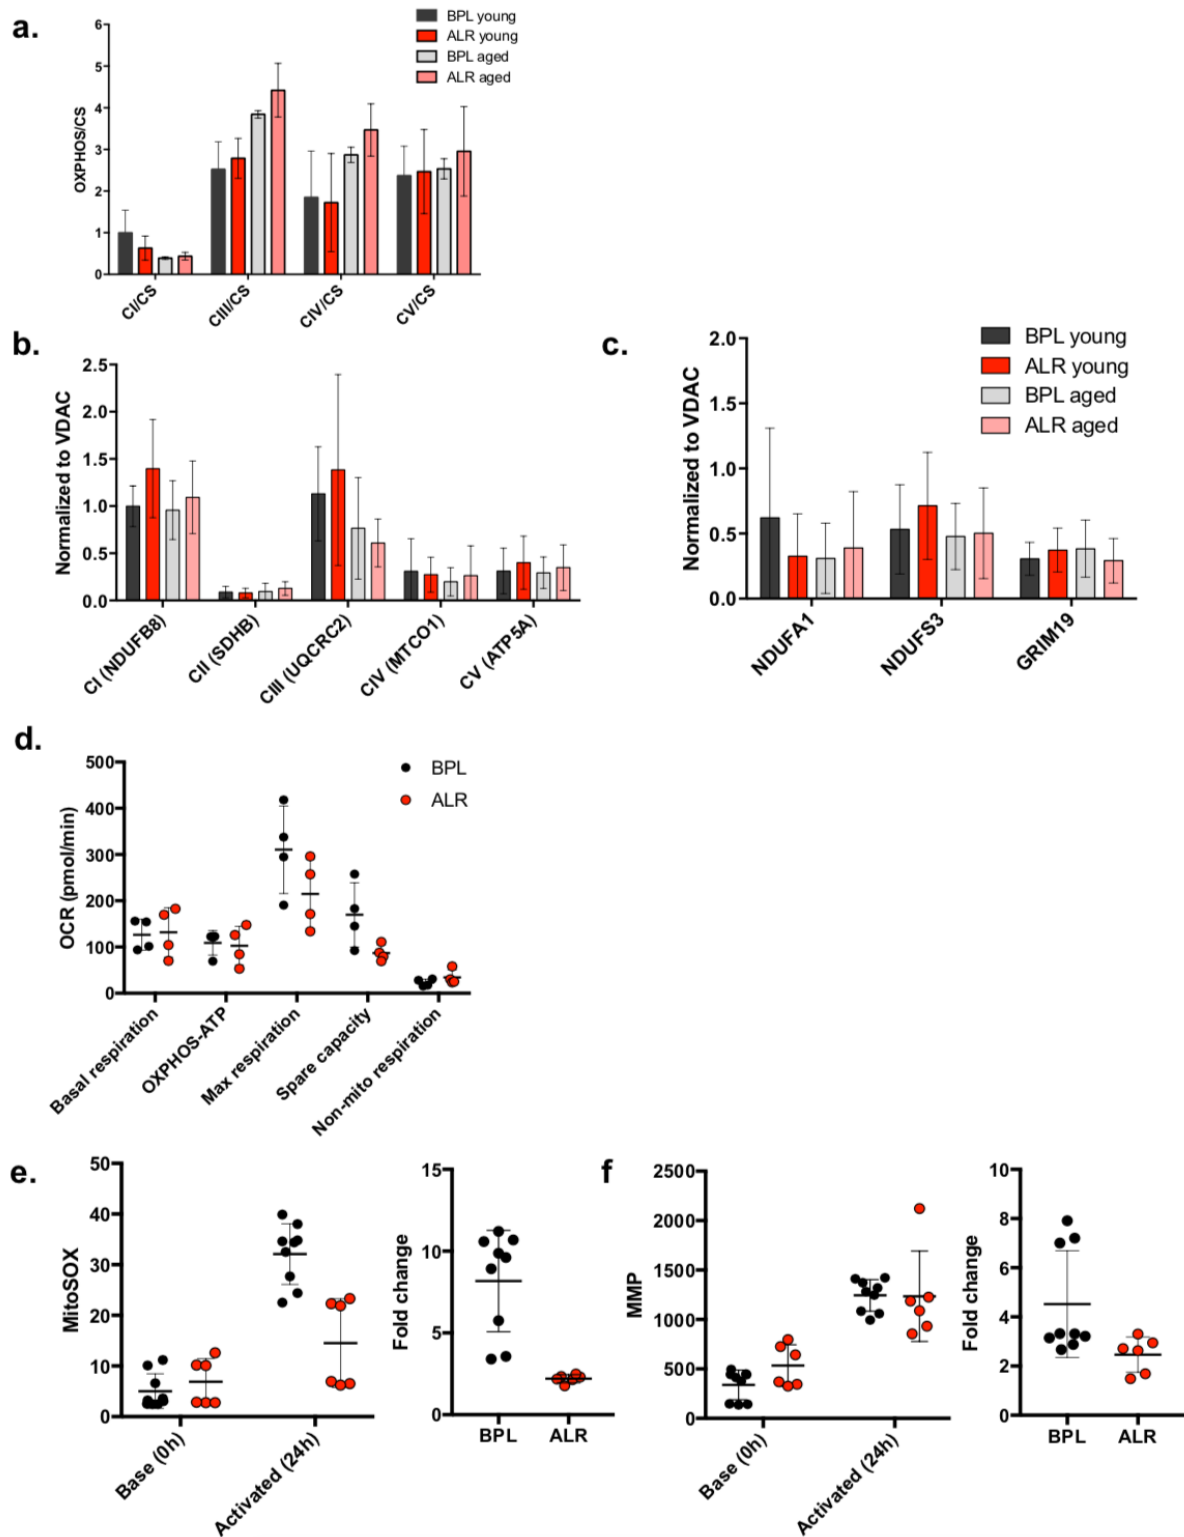 a.
BPL young
ALR young
BPL aged
ALR aged
OXPHOS/CS
6
5
4
3
2
1
0
CI/CS
CIII/CS
CIV/CS
CV/CS
b.
Normalized to VDAC
2.5
2.0
1.5
1.0
0.5
0.0
CI (NDUFB8)
CII (SDHB)
CIII (UQCRC2)
CIV (MTCO1)
CV (ATP5A)
c.
Normalized to VDAC
2.0
1.5
1.0
0.5
0.0
BPL young
ALR young
BPL aged
ALR aged
NDUFA1
NDUFS3
GRIM19
d.
OCR (pmol/min)
500
400
300
200
100
0
BPL
ALR
Basal respiration
OXPHOS-ATP
Max respiration
Spare capacity
Non-mito respiration
e.
MitoSOX
50
40
30
20
10
0
Base (0h)
Activated (24h)
Fold change
15
10
5
0
BPL
ALR
f
MMP
2500
2000
1500
1000
500
0
Base (0h)
Activated (24h)
Fold change
10
8
6
4
2
0
BPL
ALR